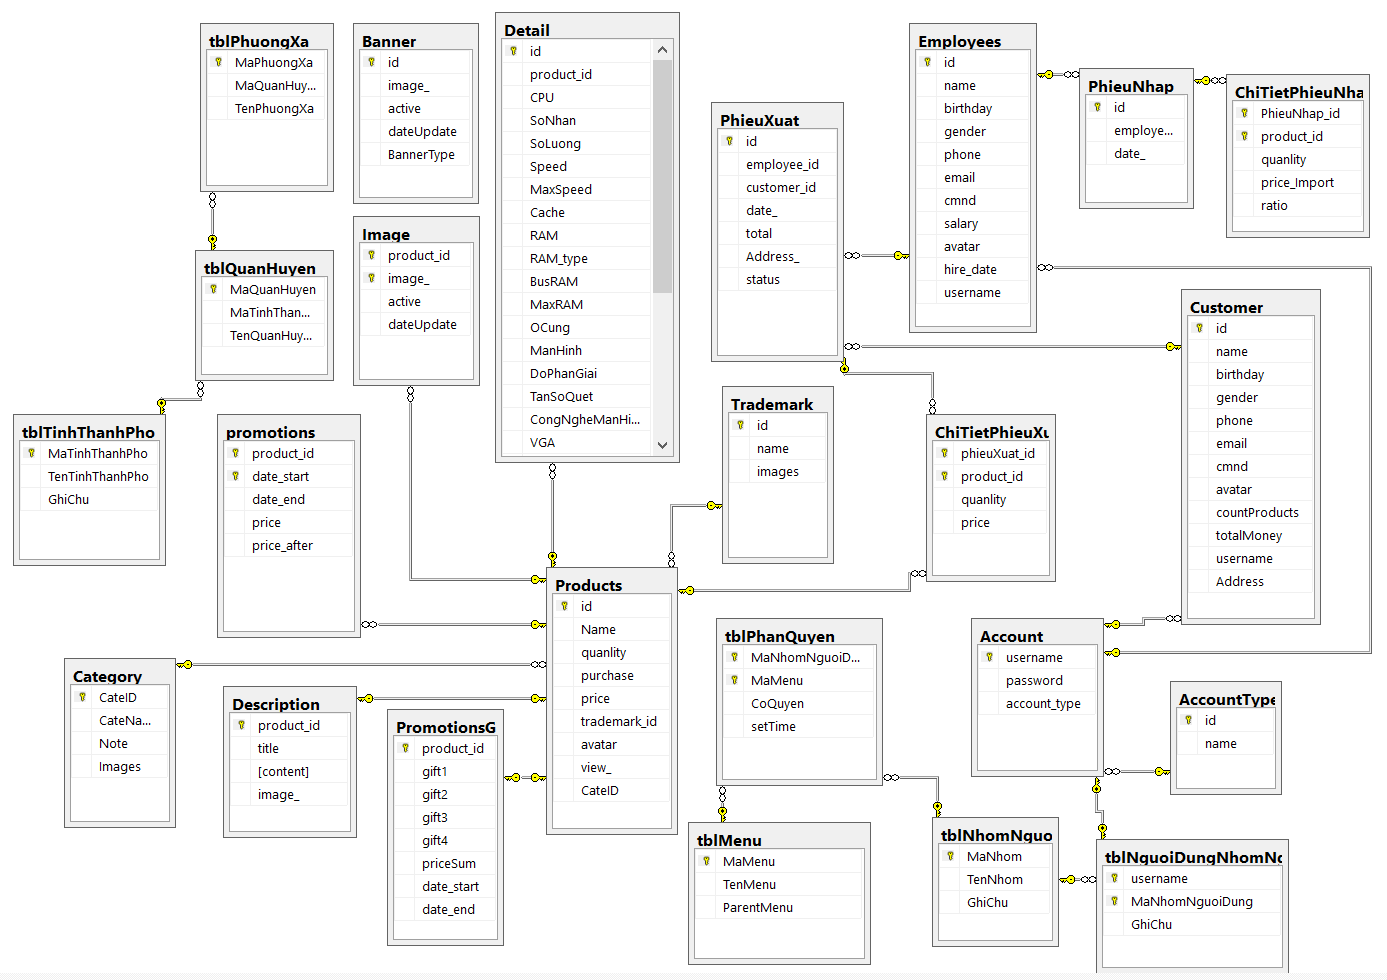 tblPhuongXa
MaPhuongXa
MaQuanHuy...
TenPhuongXa
Banner
id
image_
active
dateUpdate
BannerType
Detail
id
product_id
CPU
SoNhan
SoLuong
Speed
MaxSpeed
Cache
RAM
RAM_type
BusRAM
MaxRAM
OCung
ManHinh
DoPhanGiai
TanSoQuet
CongNgheManHi...
VGA
PhieuXuat
id
employee_id
customer_id
date_
total
Address_
status
Employees
id
name
birthday
gender
phone
email
cmnd
salary
avatar
hire_date
username
PhieuNhap
id
employe...
date_
ChiTietPhieuNha
PhieuNhap_id
product_id
quanlity
price_Import
ratio
Image
product_id
image_
active
dateUpdate
tblQuanHuyen
MaQuanHuyen
MaTinhThan...
TenQuanHuy...
tblTinhThanhPho
MaTinhThanhPho
TenTinhThanhPho
GhiChu
promotions
product_id
date_start
date_end
price
price_after
Trademark
id
name
images
ChiTietPhieuXu
phieuXuat_id
product_id
quanlity
price
Customer
id
name
birthday
gender
phone
email
cmnd
avatar
countProducts
totalMoney
username
Address
Products
id
Name
quanlity
purchase
price
trademark_id
avatar
view_
CateID
Category
CateID
CateNa...
Note
Images
Description
product_id
title
[content]
image_
PromotionsG
product_id
gift1
gift2
gift3
gift4
priceSum
date_start
date_end
tblPhanQuyen
MaNhomNguoiD...
MaMenu
CoQuyen
setTime
Account
username
password
account_type
AccountType
id
name
tblMenu
MaMenu
TenMenu
ParentMenu
tblNhomNguo
MaNhom
TenNhom
GhiChu
tblNguoiDungNhomNg
username
MaNhomNguoiDung
GhiChu